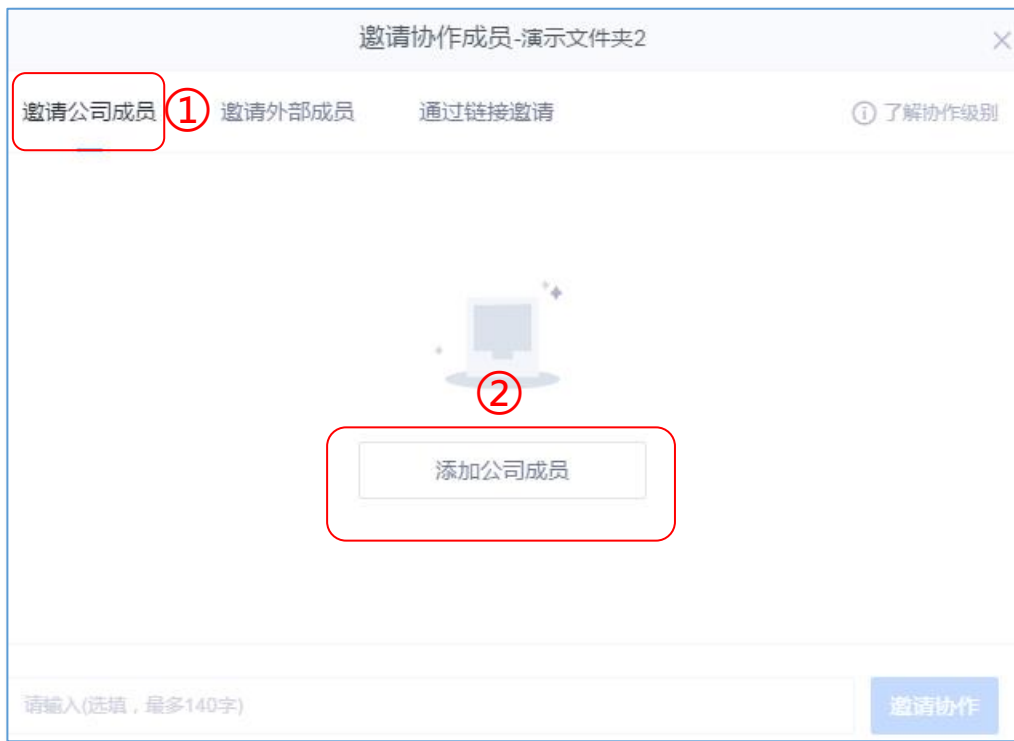 邀请协作成员-演示文件夹2
邀请公司成员 ① 邀请外部成员 通过链接邀请 了解协作级别
②
添加公司成员
请输入(选填，最多140字) 邀请协作